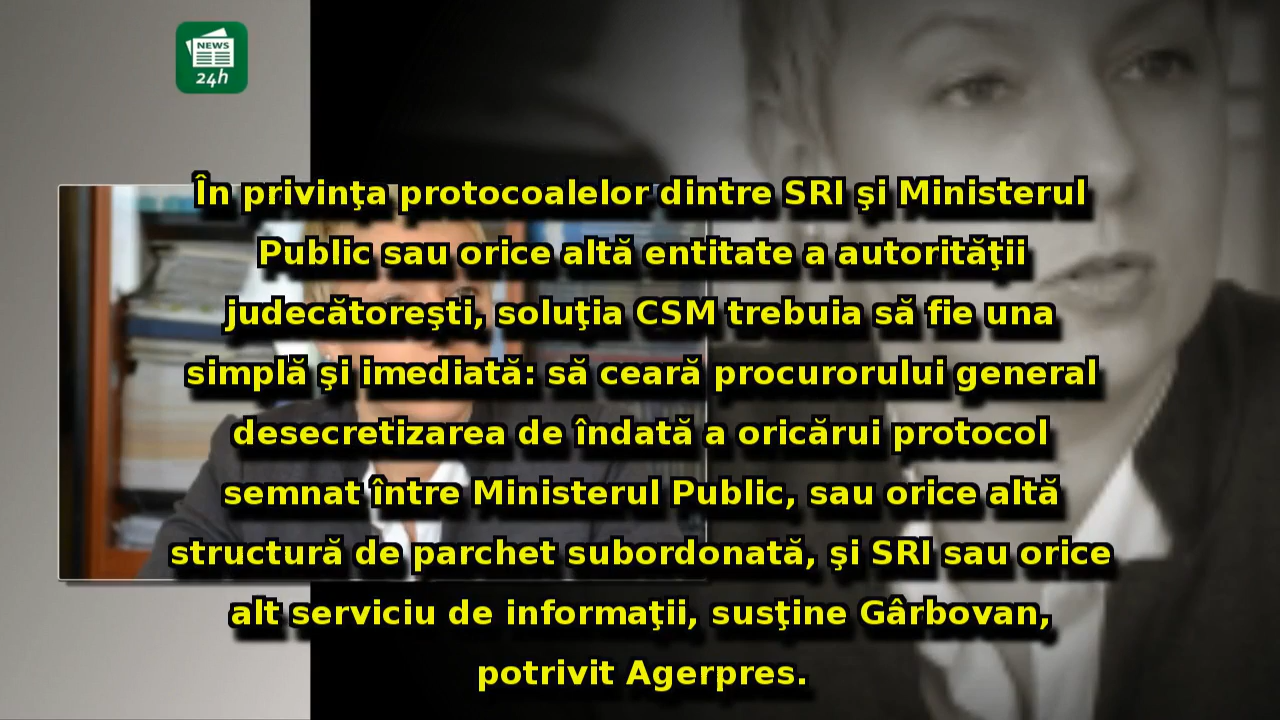 NEWS
24h
În privinţa protocoalelor dintre SRI şi Ministerul
Public sau orice altă entitate a autorităţii
judecătoreşti, soluţia CSM trebuia să fie una
simplă şi imediată: să ceară procurorului general
desecretizarea de îndată a oricărui protocol
semnat între Ministerul Public, sau orice altă
structură de parchet subordonată, şi SRI sau orice
alt serviciu de informaţii, susţine Gârbovan,
potrivit Agerpres.